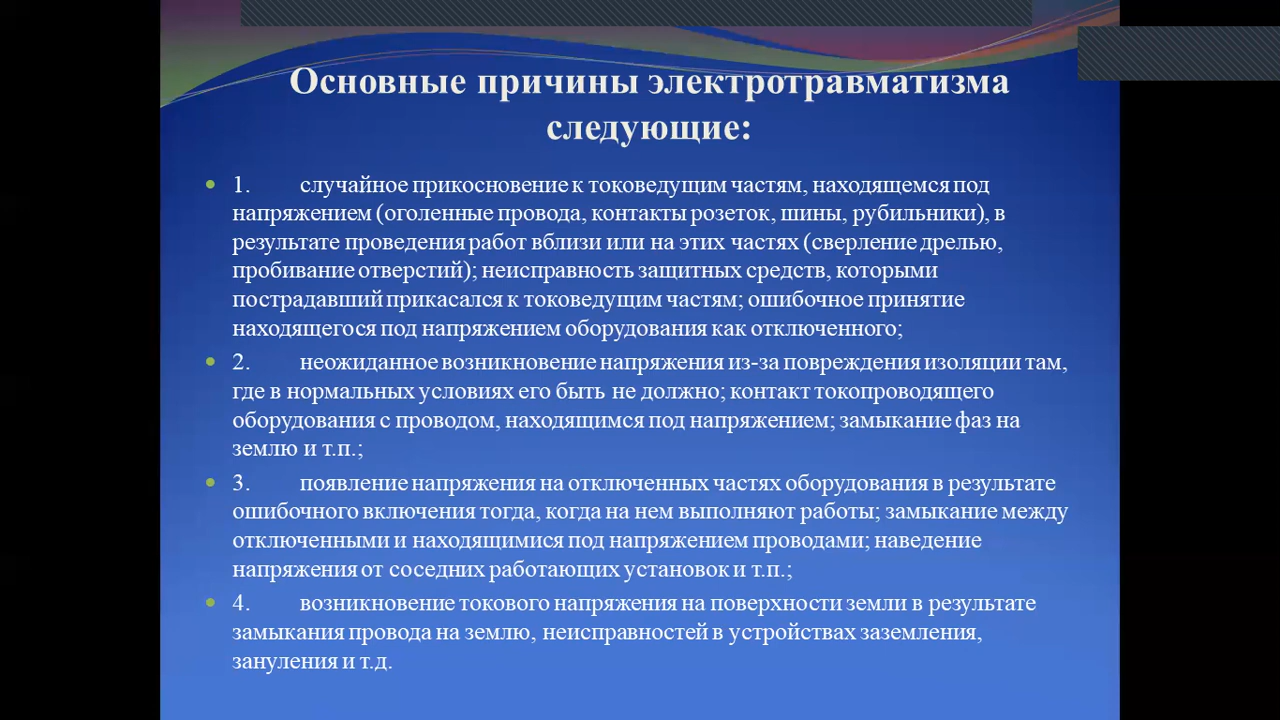 Основные причины электротравматизма
следующие:
1. случайное прикосновение к токоведущим частям, находящемся под
напряжением (оголенные провода, контакты розеток, шины, рубильники), в
результате проведения работ вблизи или на этих частях (сверление дрелью,
пробивание отверстий); неисправность защитных средств, которыми
пострадавший прикасался к токоведущим частям; ошибочное принятие
находящегося под напряжением оборудования как отключенного;
2. неожиданное возникновение напряжения из-за повреждения изоляции там,
где в нормальных условиях его быть не должно; контакт токопроводящего
оборудования с проводом, находящимся под напряжением; замыкание фаз на
землю и т.п.;
3. появление напряжения на отключенных частях оборудования в результате
ошибочного включения тогда, когда на нем выполняют работы; замыкание между
отключенными и находящимися под напряжением проводами; наведение
напряжения от соседних работающих установок и т.п.;
4. возникновение токового напряжения на поверхности земли в результате
замыкания провода на землю, неисправностей в устройствах заземления,
зануления и т.д.